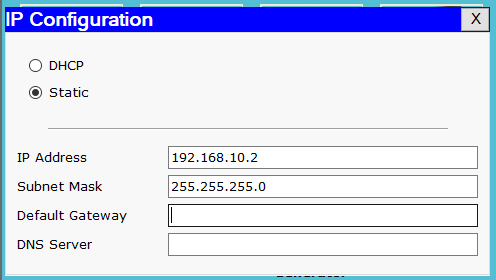 IP Configuration X
DHCP
Static
IP Address 192.168.10.2
Subnet Mask 255.255.255.0
Default Gateway
DNS Server